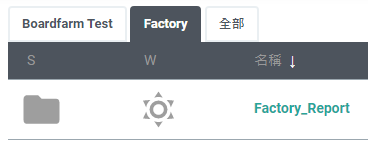 Boardfarm Test Factory 全部
S W 名稱 ↓
Factory_Report